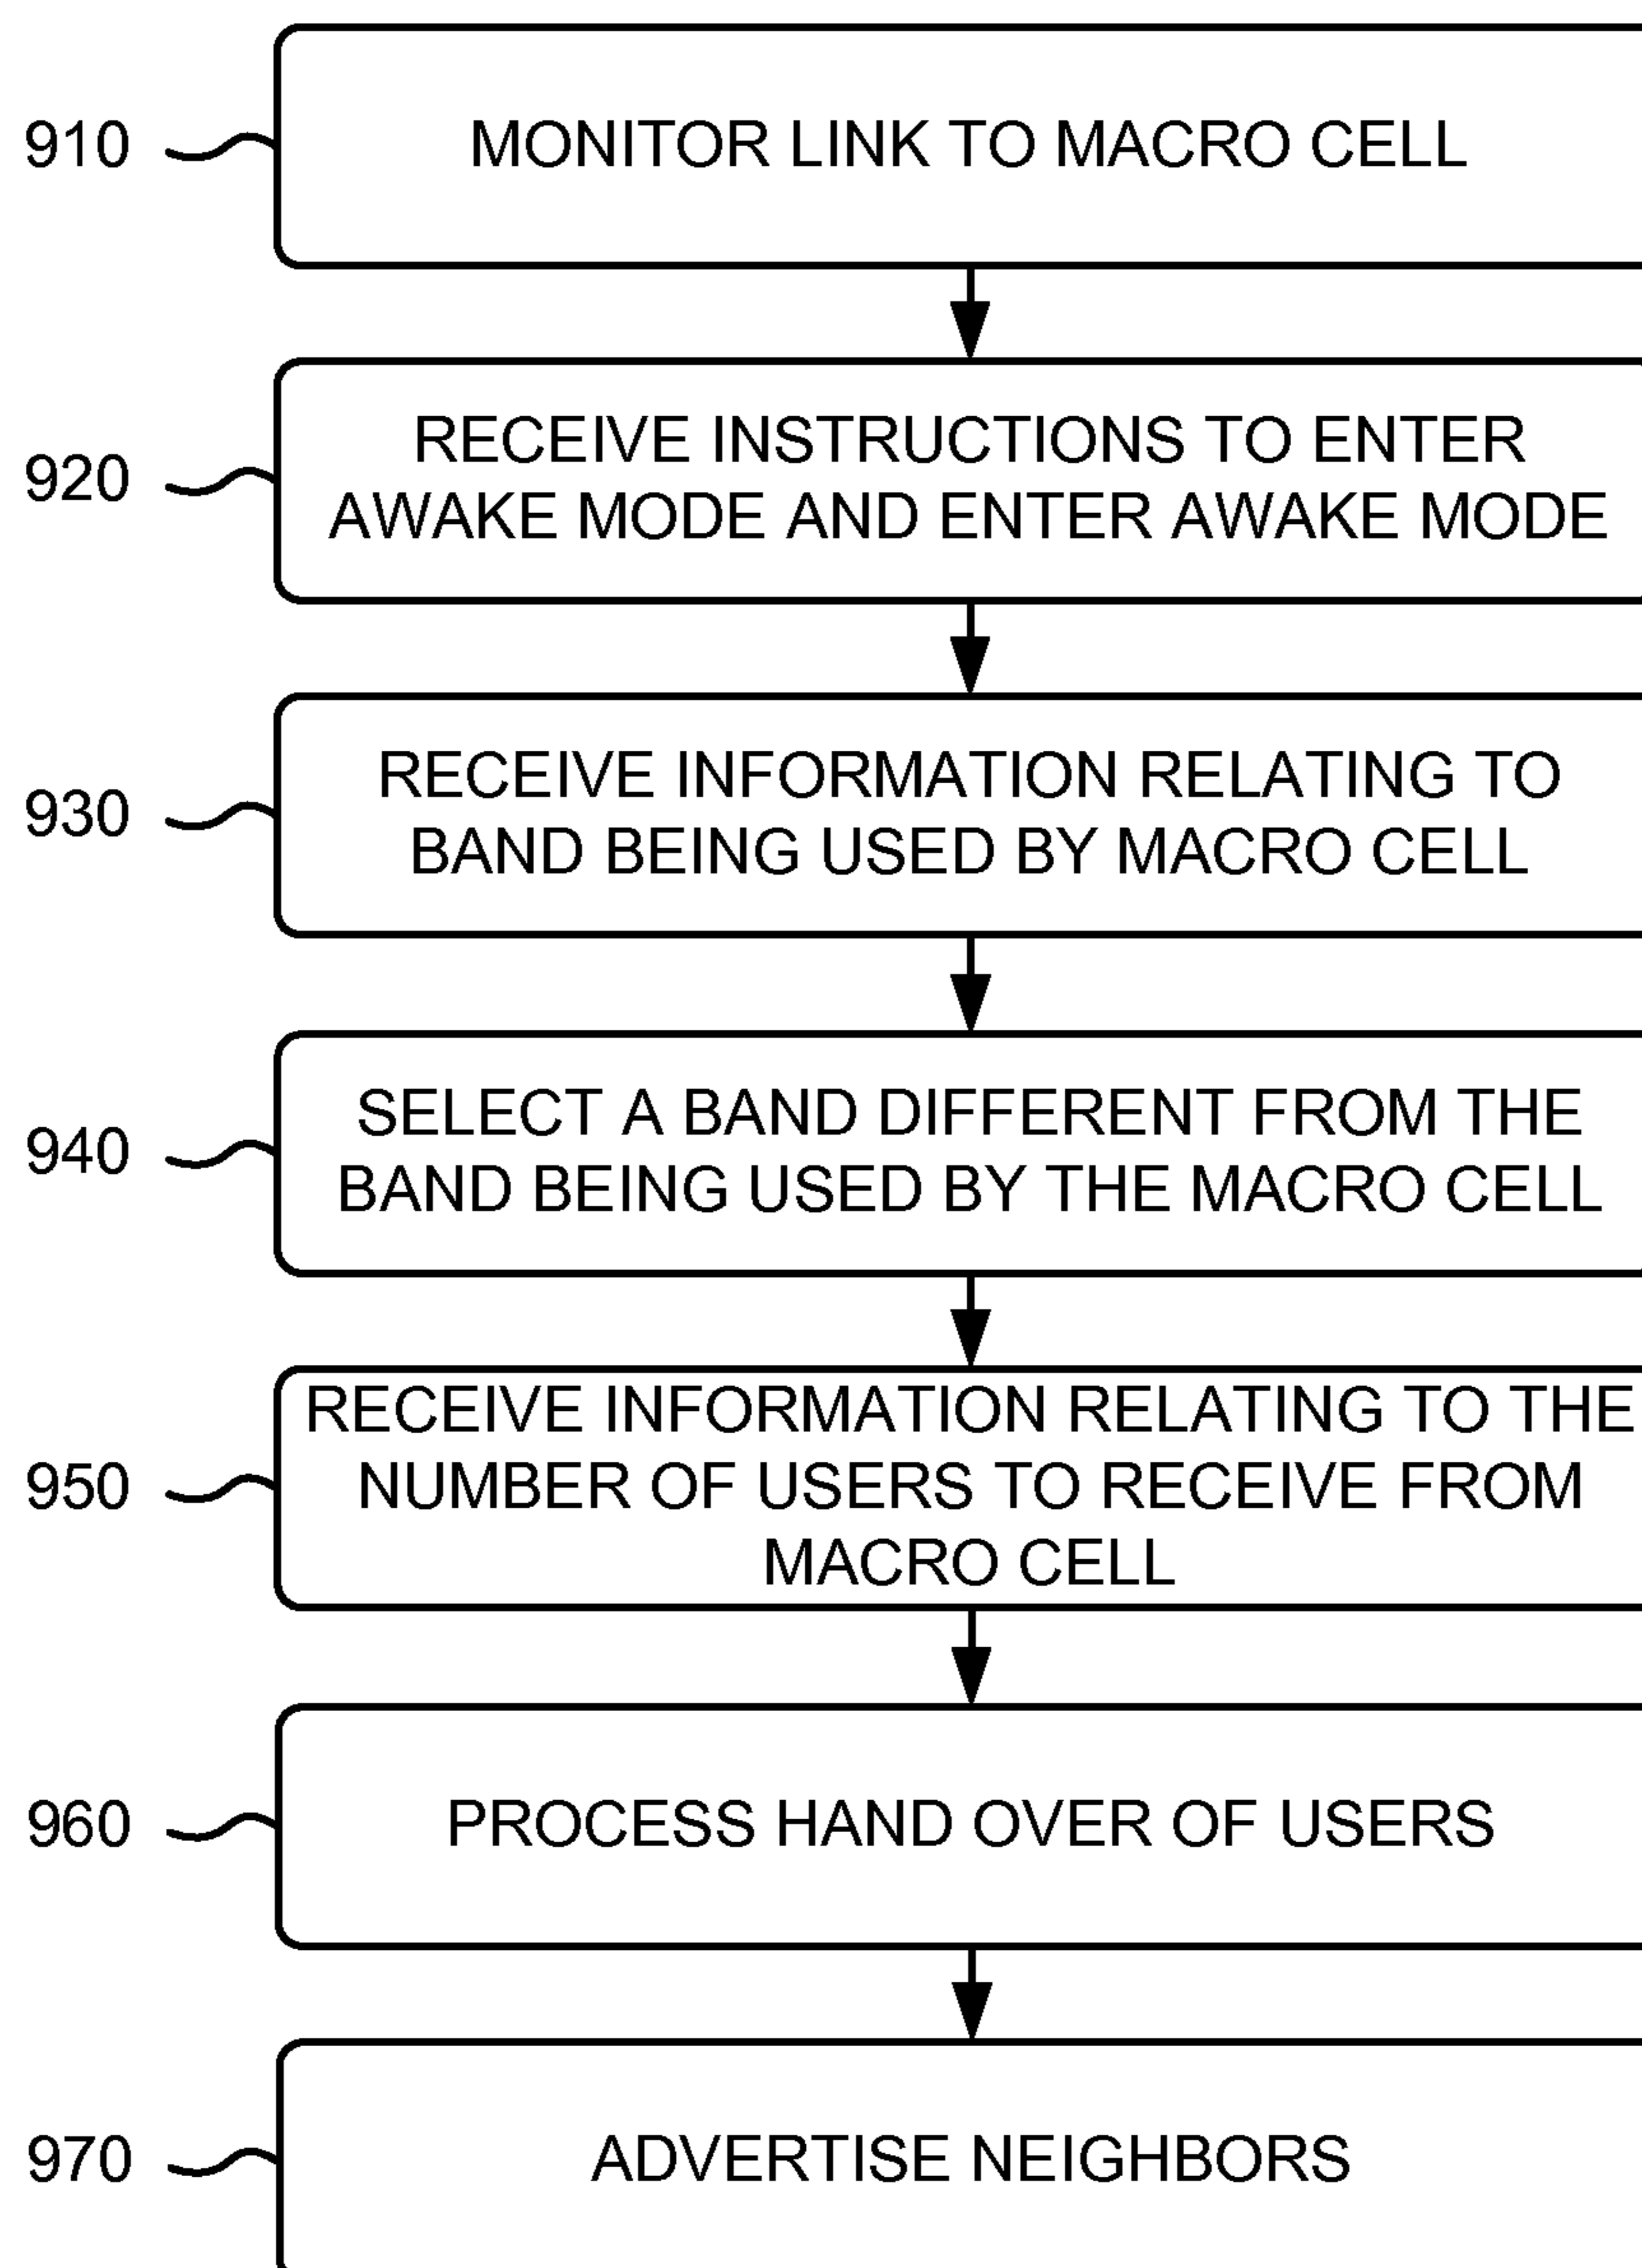 910
MONITOR LINK TO MACRO CELL
920
RECEIVE INSTRUCTIONS TO ENTER
AWAKE MODE AND ENTER AWAKE MODE
930
RECEIVE INFORMATION RELATING TO
BAND BEING USED BY MACRO CELL
940
SELECT A BAND DIFFERENT FROM THE
BAND BEING USED BY THE MACRO CELL
950
RECEIVE INFORMATION RELATING TO THE
NUMBER OF USERS TO RECEIVE FROM
MACRO CELL
960
PROCESS HAND OVER OF USERS
970
ADVERTISE NEIGHBORS